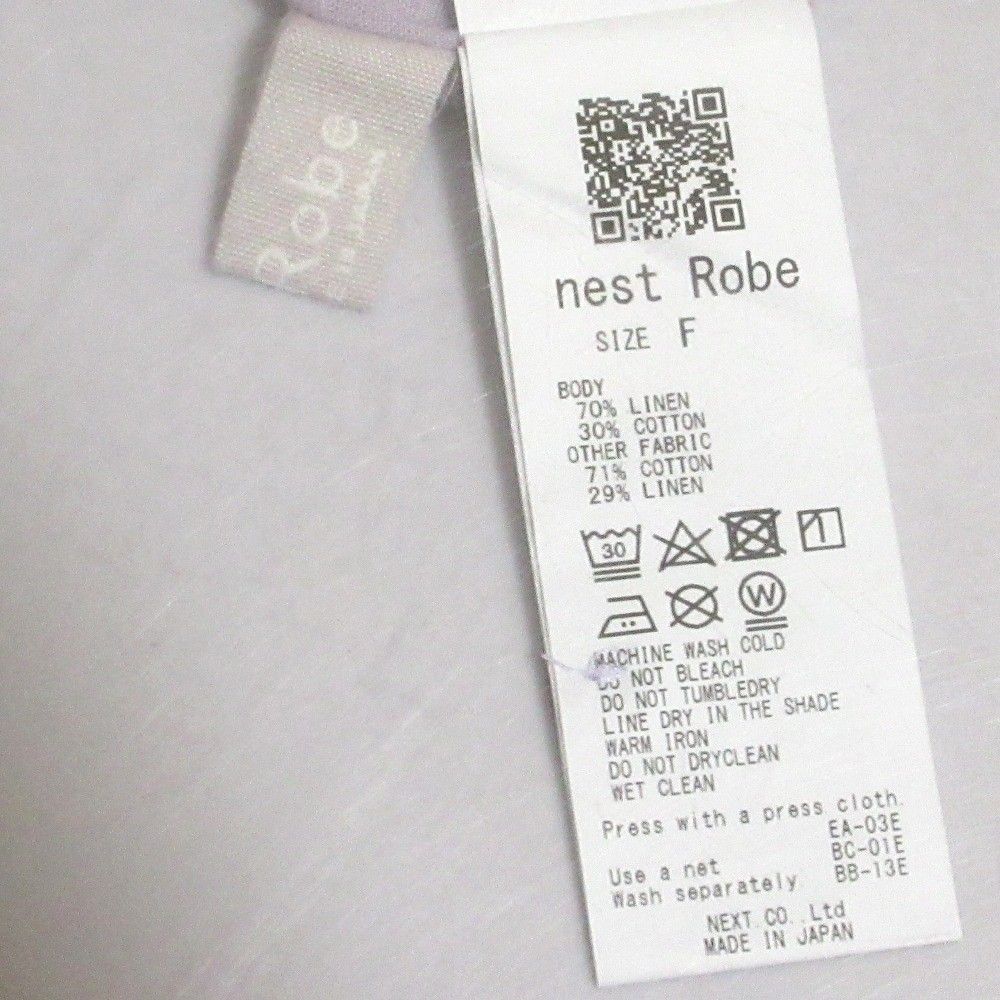 Robe
nest Robe
SIZE F
BODY
70% LINEN
30% COTTON
OTHER FABRIC
71% COTTON
29% LINEN
30
W
MACHINE WASH COLD
DO NOT BLEACH
DO NOT TUMBLEDRY
LINE DRY IN THE SHADE
WARM IRON
DO NOT DRYCLEAN
WET CLEAN
Press with a press cloth.
EA-03E
Use a net BC-01E
Wash separately. BB-13E
NEXT.CO.,Ltd
MADE IN JAPAN